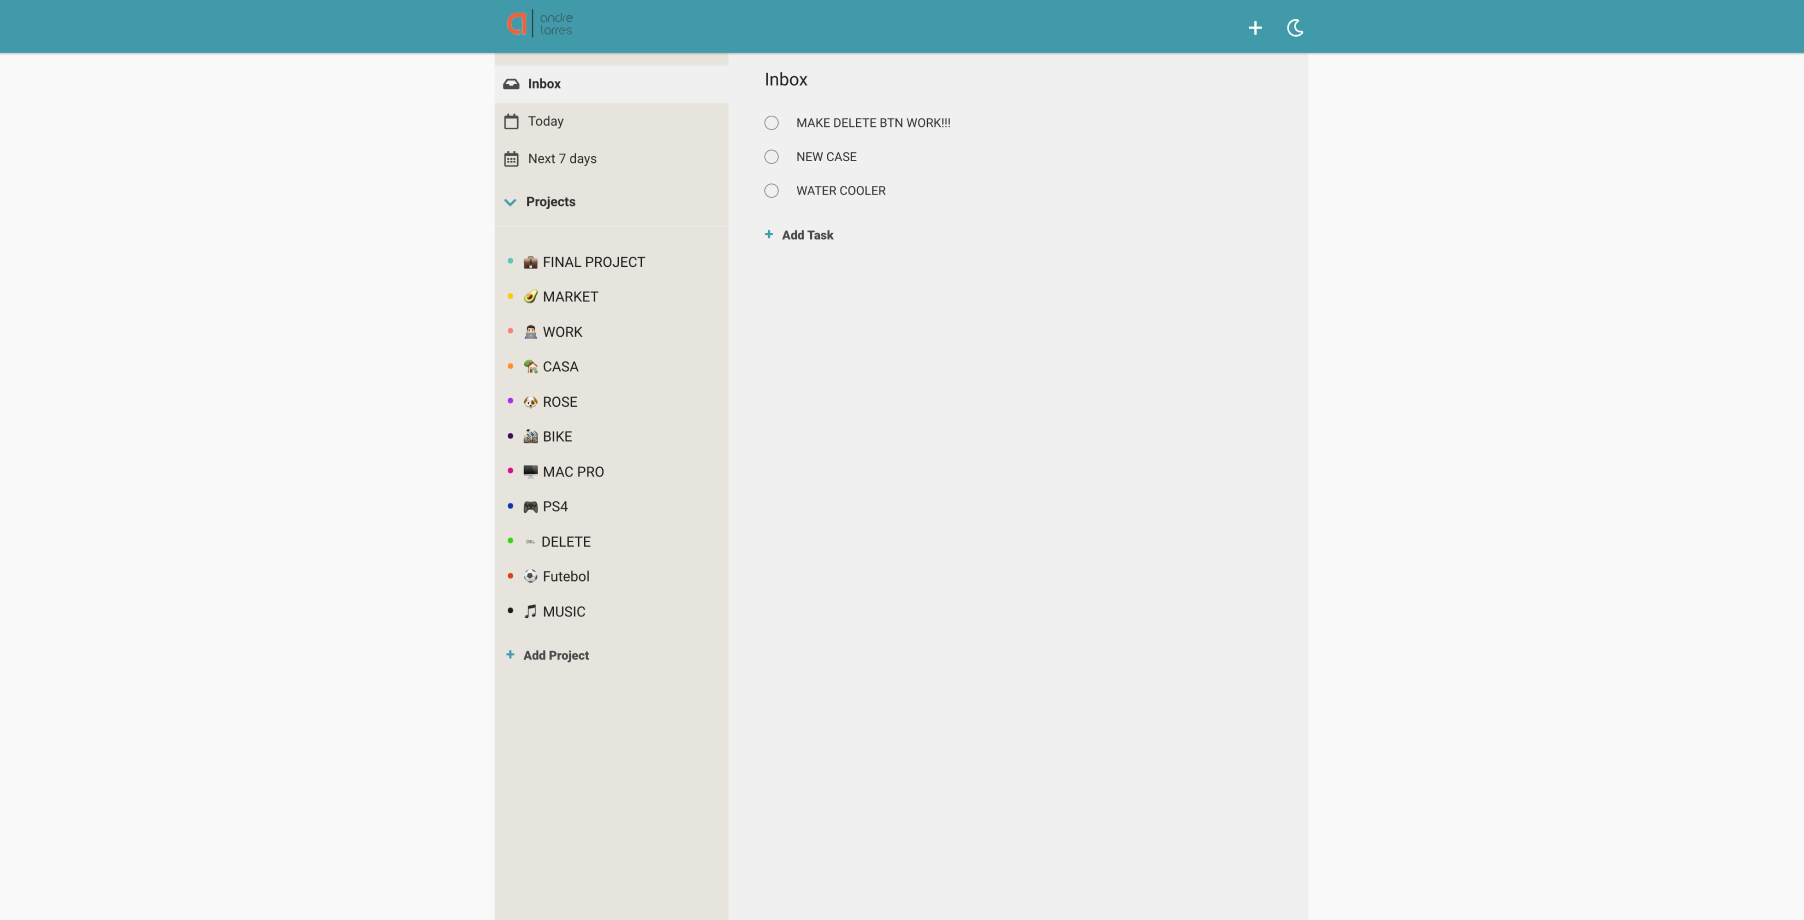 andre
torres
Inbox
Today
Next 7 days
Projects
FINAL PROJECT
MARKET
WORK
CASA
ROSE
BIKE
MAC PRO
PS4
DELETE
Futebol
MUSIC
Add Project
Inbox
MAKE DELETE BTN WORK!!!
NEW CASE
WATER COOLER
Add Task